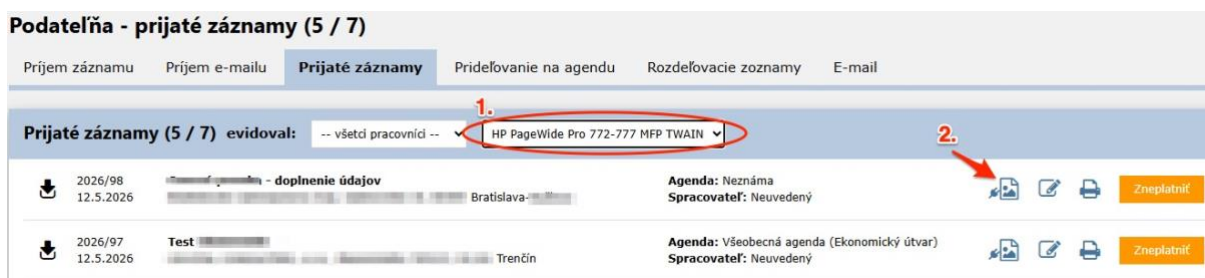 Podateľňa - prijaté záznamy (5 / 7)
Príjem záznamu Príjem e-mailu Prijaté záznamy Prideľovanie na agendu Rozdeľovacie zoznamy E-mail
1.
Prijaté záznamy (5 / 7) evidoval: -- všetci pracovníci -- HP PageWide Pro 772-777 MFP TWAIN
2.
2026/98 - doplnenie údajov Agenda: Neznáma
12.5.2026 Bratislava- Spracovateľ: Neuvedený Zneplatniť
2026/97 Test Agenda: Všeobecná agenda (Ekonomický útvar)
12.5.2026 Trenčín Spracovateľ: Neuvedený Zneplatniť